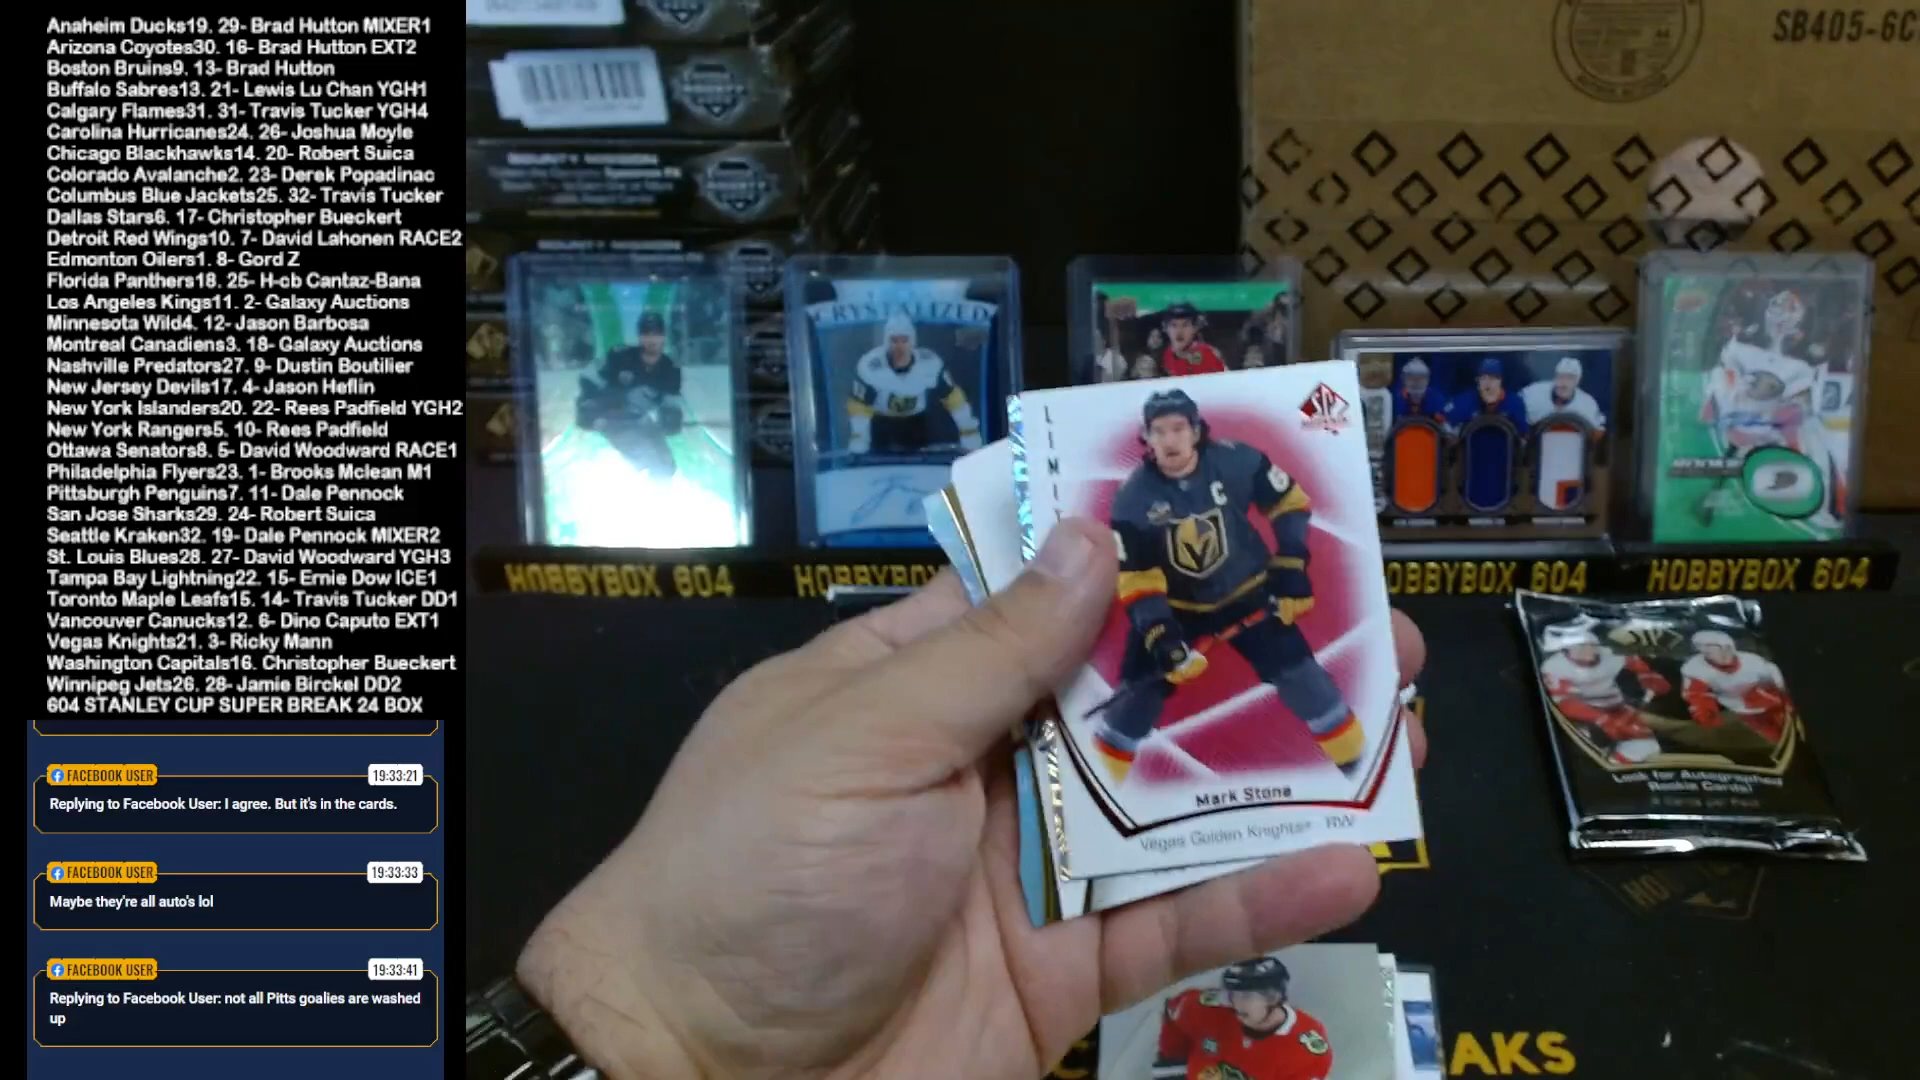 Anaheim Ducks19. 29- Brad Hutton MIXER1
Arizona Coyotes30. 16- Brad Hutton EXT2
Boston Bruins9. 13- Brad Hutton
Buffalo Sabres13. 21- Lewis Lu Chan YGH1
Calgary Flames31. 31- Travis Tucker YGH4
Carolina Hurricanes24. 26- Joshua Moyle
Chicago Blackhawks14. 20- Robert Suica
Colorado Avalanche2. 23- Derek Popadinac
Columbus Blue Jackets25. 32- Travis Tucker
Dallas Stars6. 17- Christopher Bueckert
Detroit Red Wings10. 7- David Lahonen RACE2
Edmonton Oilers1. 8- Gord Z
Florida Panthers18. 25- H-cb Cantaz-Bana
Los Angeles Kings11. 2- Galaxy Auctions
Minnesota Wild4. 12- Jason Barbosa
Montreal Canadiens3. 18- Galaxy Auctions
Nashville Predators27. 9- Dustin Boutilier
New Jersey Devils17. 4- Jason Heflin
New York Islanders20. 22- Rees Padfield YGH2
New York Rangers5. 10- Rees Padfield
Ottawa Senators8. 5- David Woodward RACE1
Philadelphia Flyers23. 1- Brooks Mclean M1
Pittsburgh Penguins7. 11- Dale Pennock
San Jose Sharks29. 24- Robert Suica
Seattle Kraken32. 19- Dale Pennock MIXER2
St. Louis Blues28. 27- David Woodward YGH3
Tampa Bay Lightning22. 15- Ernie Dow ICE1
Toronto Maple Leafs15. 14- Travis Tucker DD1
Vancouver Canucks12. 6- Dino Caputo EXT1
Vegas Knights21. 3- Ricky Mann
Washington Capitals16. Christopher Bueckert
Winnipeg Jets26. 28- Jamie Birckel DD2
604 STANLEY CUP SUPER BREAK 24 BOX
FACEBOOK USER 19:33:21
Replying to Facebook User: I agree. But it's in the cards.
FACEBOOK USER 19:33:33
Maybe they're all auto's lol
FACEBOOK USER 19:33:41
Replying to Facebook User: not all Pitts goalies are washed
up
SB405-6C
CRYSTALIZED
HOBBYBOX 604
HOBBYBOX
OBBYBOX 604
HOBBYBOX 604
LIMIT
C
Mark Stone
Vegas Golden Knights RW
Look for Autographed
Rookie Cards!
AKS